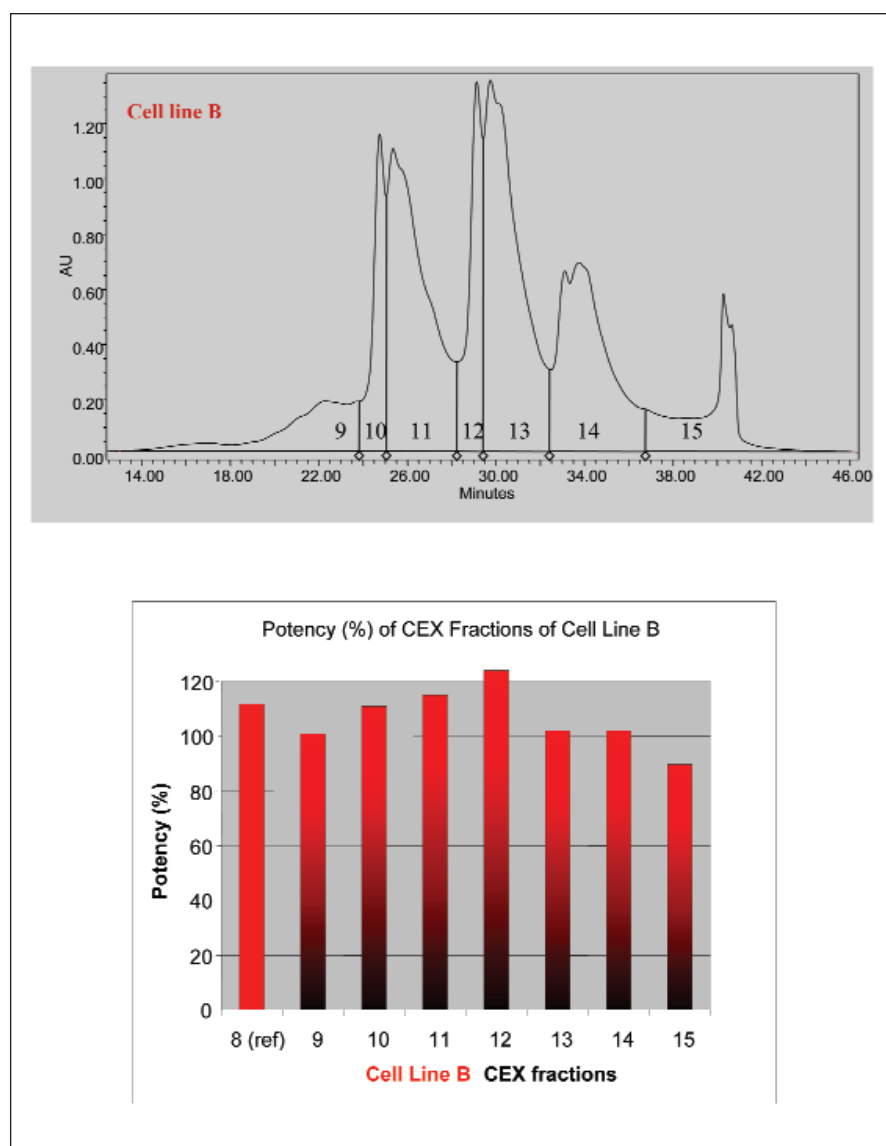 Cell line B
1.20
1.00
0.80
AU
0.60
0.40
0.20
0.00
9 10 11 12 13 14 15
14.00 18.00 22.00 26.00 30.00 34.00 38.00 42.00 46.00
Minutes
Potency (%) of CEX Fractions of Cell Line B
120
100
80
Potency (%)
60
40
20
0
8 (ref) 9 10 11 12 13 14 15
Cell Line B CEX fractions